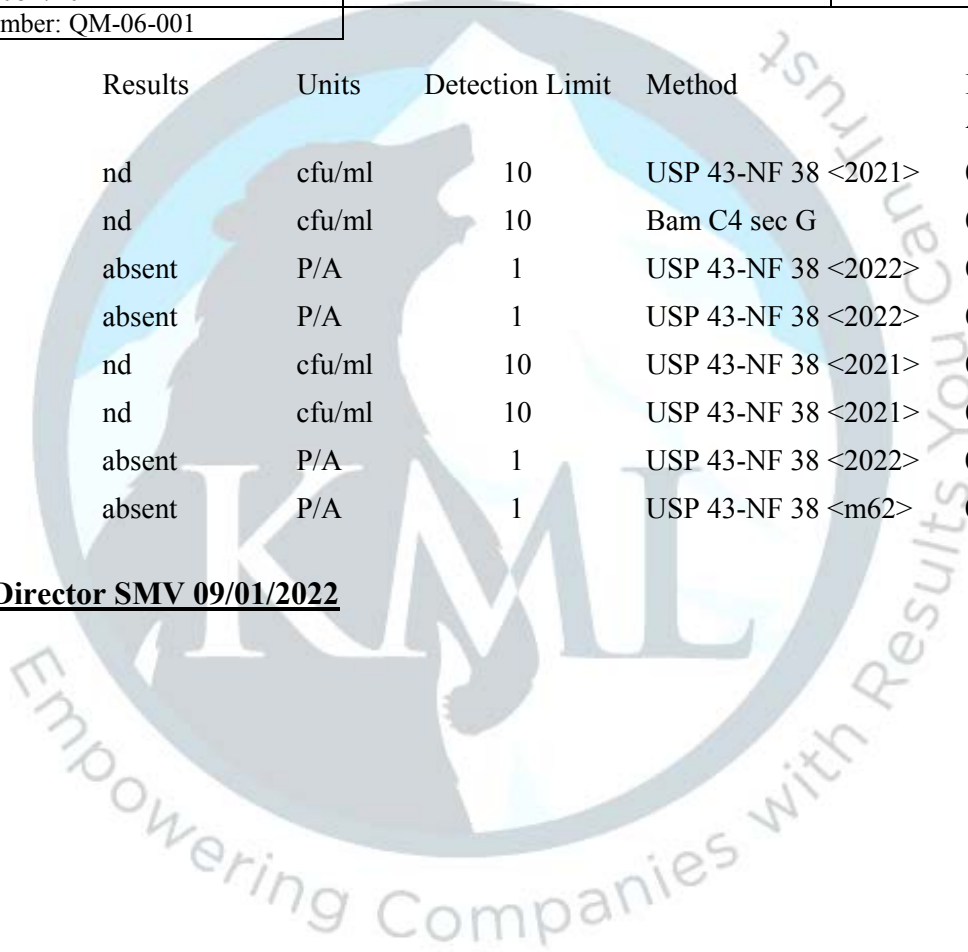 mber: QM-06-001
Results Units Detection Limit Method
nd cfu/ml 10 USP 43-NF 38 <2021>
nd cfu/ml 10 Bam C4 sec G
absent P/A 1 USP 43-NF 38 <2022>
absent P/A 1 USP 43-NF 38 <2022>
nd cfu/ml 10 USP 43-NF 38 <2021>
nd cfu/ml 10 USP 43-NF 38 <2021>
absent P/A 1 USP 43-NF 38 <2022>
absent P/A 1 USP 43-NF 38 <m62>
Director SMV 09/01/2022
KML
Empowering Companies with Results You Can Trust